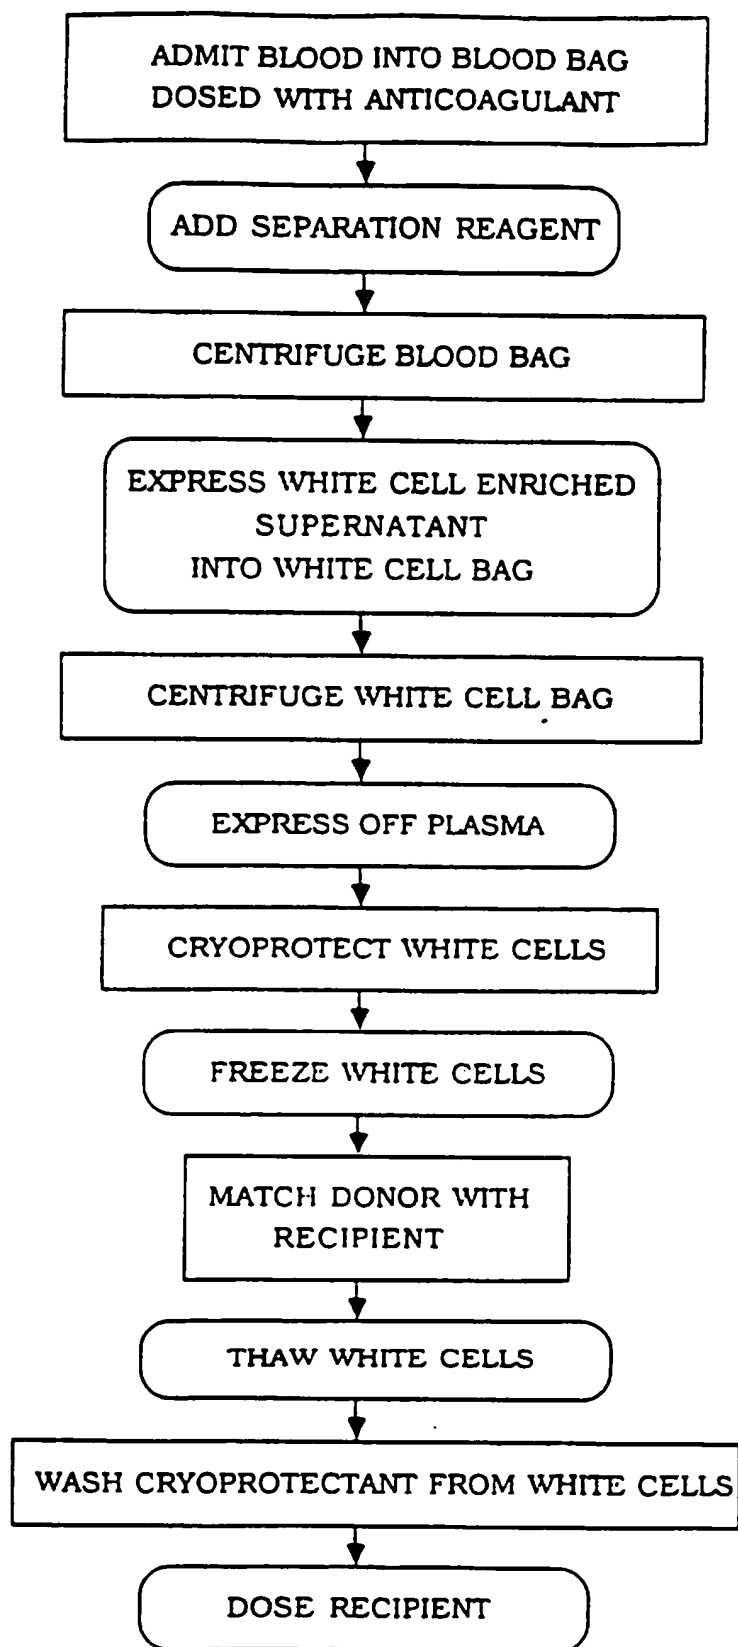 ADMIT BLOOD INTO BLOOD BAG
DOSED WITH ANTICOAGULANT
ADD SEPARATION REAGENT
CENTRIFUGE BLOOD BAG
EXPRESS WHITE CELL ENRICHED
SUPERNATANT
INTO WHITE CELL BAG
CENTRIFUGE WHITE CELL BAG
EXPRESS OFF PLASMA
CRYOPROTECT WHITE CELLS
FREEZE WHITE CELLS
MATCH DONOR WITH
RECIPIENT
THAW WHITE CELLS
WASH CRYOPROTECTANT FROM WHITE CELLS
DOSE RECIPIENT